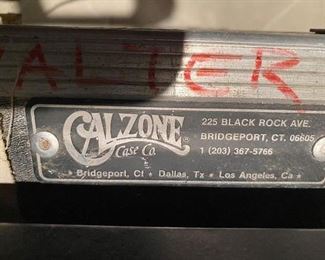 WALTER
CALZONE®
Case Co.
225 BLACK ROCK AVE.
BRIDGEPORT, CT. 06605
1 (203) 367-5766
Bridgeport, Ct ★ Dallas, Tx ★ Los Angeles, Ca ★